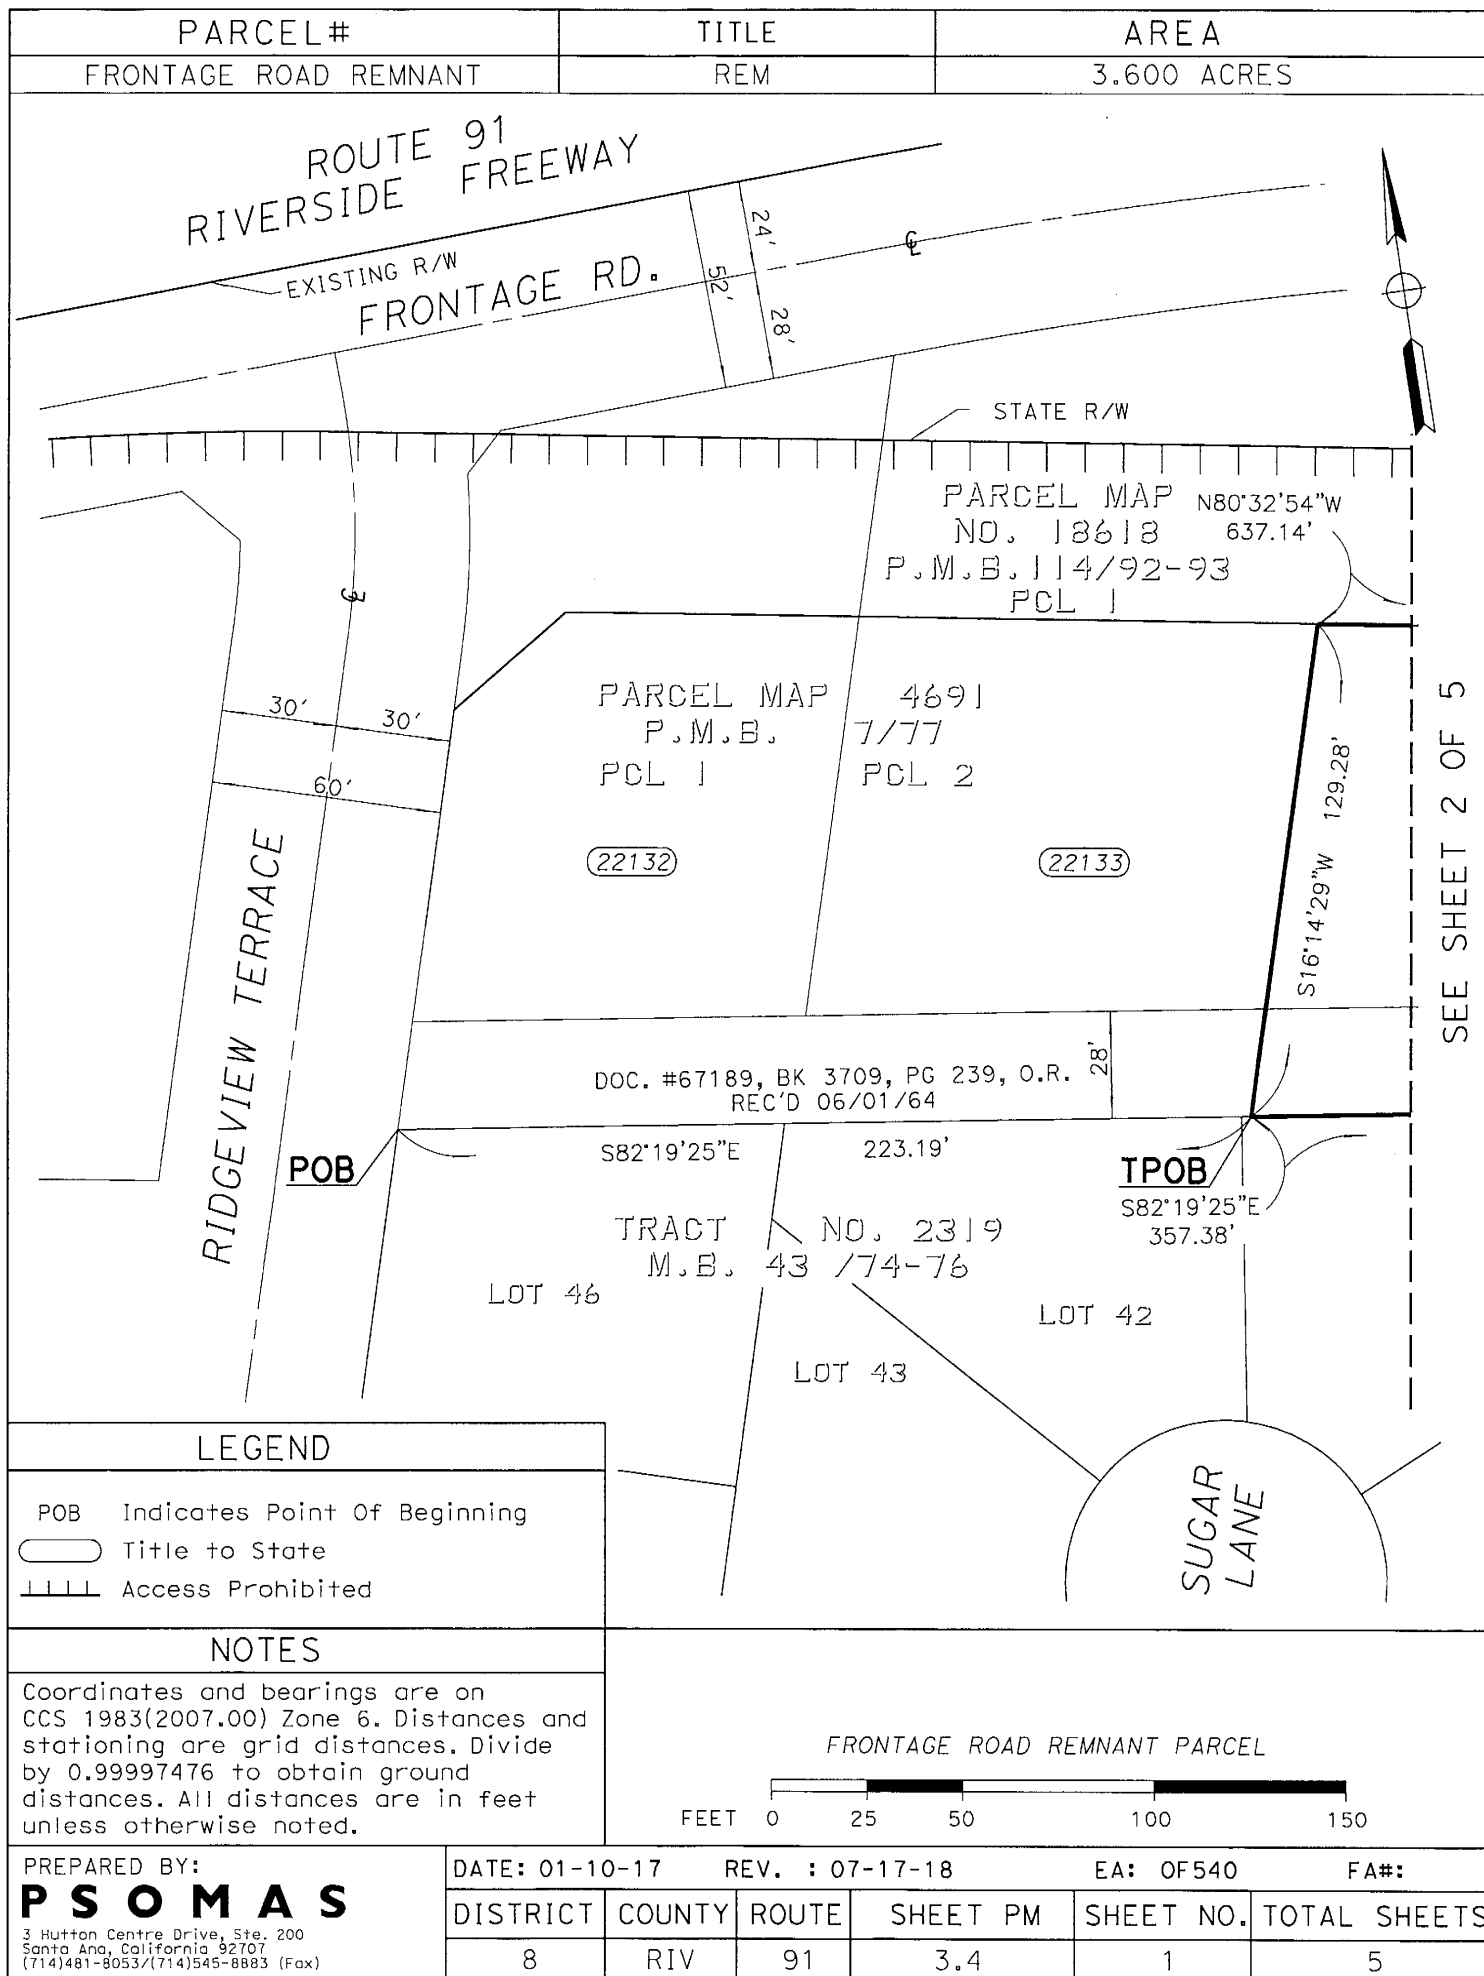 PARCEL# TITLE AREA
FRONTAGE ROAD REMNANT REM 3.600 ACRES
ROUTE 91
RIVERSIDE FREEWAY
EXISTING R/W
FRONTAGE RD.
24'
52'
28'
℄
STATE R/W
PARCEL MAP
NO. 18618
P.M.B. 114/92-93
PCL 1
N80°32'54"W
637.14'
℄
30'
30'
60'
PARCEL MAP 4691
P.M.B. 7/77
PCL 1 PCL 2
22132
22133
S16°14'29"W 129.28'
SEE SHEET 2 OF 5
RIDGEVIEW TERRACE
DOC. #67189, BK 3709, PG 239, O.R.
REC'D 06/01/64
28'
POB
S82°19'25"E 223.19'
TPOB
S82°19'25"E
357.38'
TRACT NO. 2319
M.B. 43 /74-76
LOT 46
LOT 42
LOT 43
SUGAR
LANE
LEGEND
POB Indicates Point Of Beginning
Title to State
Access Prohibited
NOTES
Coordinates and bearings are on
CCS 1983(2007.00) Zone 6. Distances and
stationing are grid distances. Divide
by 0.99997476 to obtain ground
distances. All distances are in feet
unless otherwise noted.
FRONTAGE ROAD REMNANT PARCEL
FEET 0 25 50 100 150
PREPARED BY:
PSOMAS
3 Hutton Centre Drive, Ste. 200
Santa Ana, California 92707
(714)481-8053/(714)545-8883 (Fax)
DATE: 01-10-17 REV. : 07-17-18 EA: OF540 FA#:
DISTRICT COUNTY ROUTE SHEET PM SHEET NO. TOTAL SHEETS
8 RIV 91 3.4 1 5